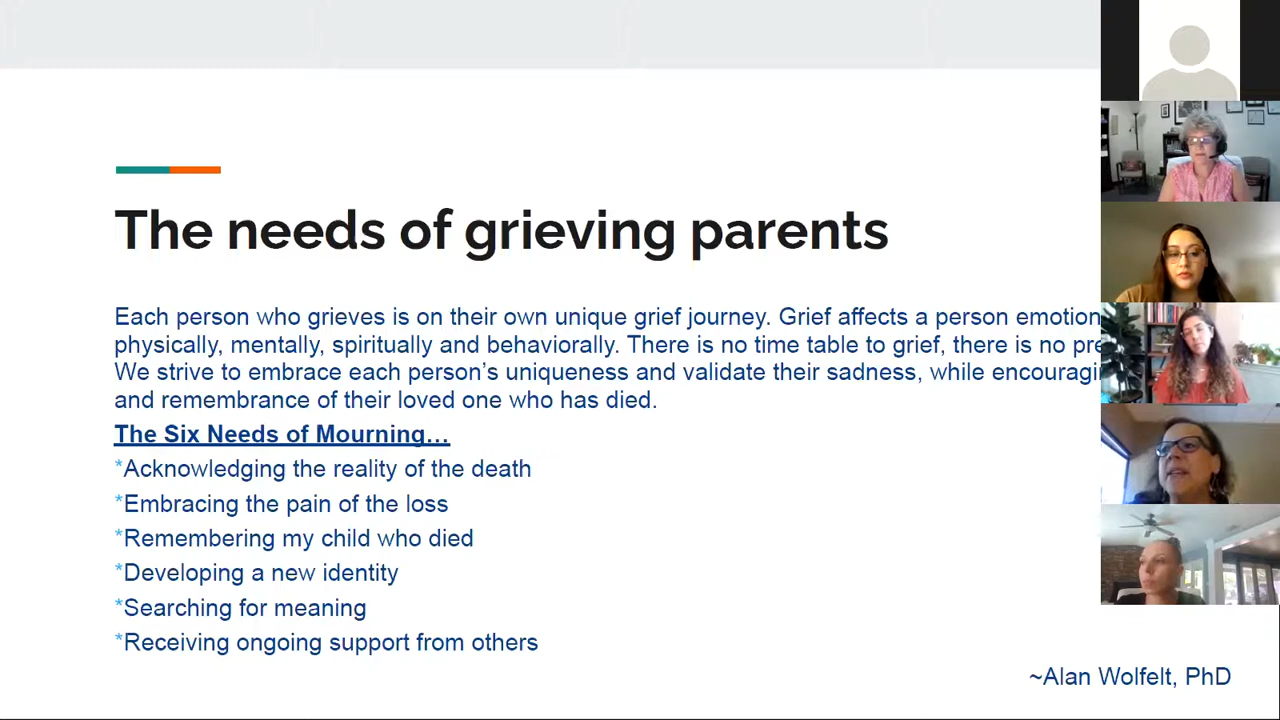 The needs of grieving parents
Each person who grieves is on their own unique grief journey. Grief affects a person
physically, mentally, spiritually and behaviorally. There is no time table to grief, there is no
We strive to embrace each person's uniqueness and validate their sadness, while
and remembrance of their loved one who has died.
The Six Needs of Mourning…
*Acknowledging the reality of the death
*Embracing the pain of the loss
*Remembering my child who died
*Developing a new identity
*Searching for meaning
*Receiving ongoing support from others
~Alan Wolfelt, PhD